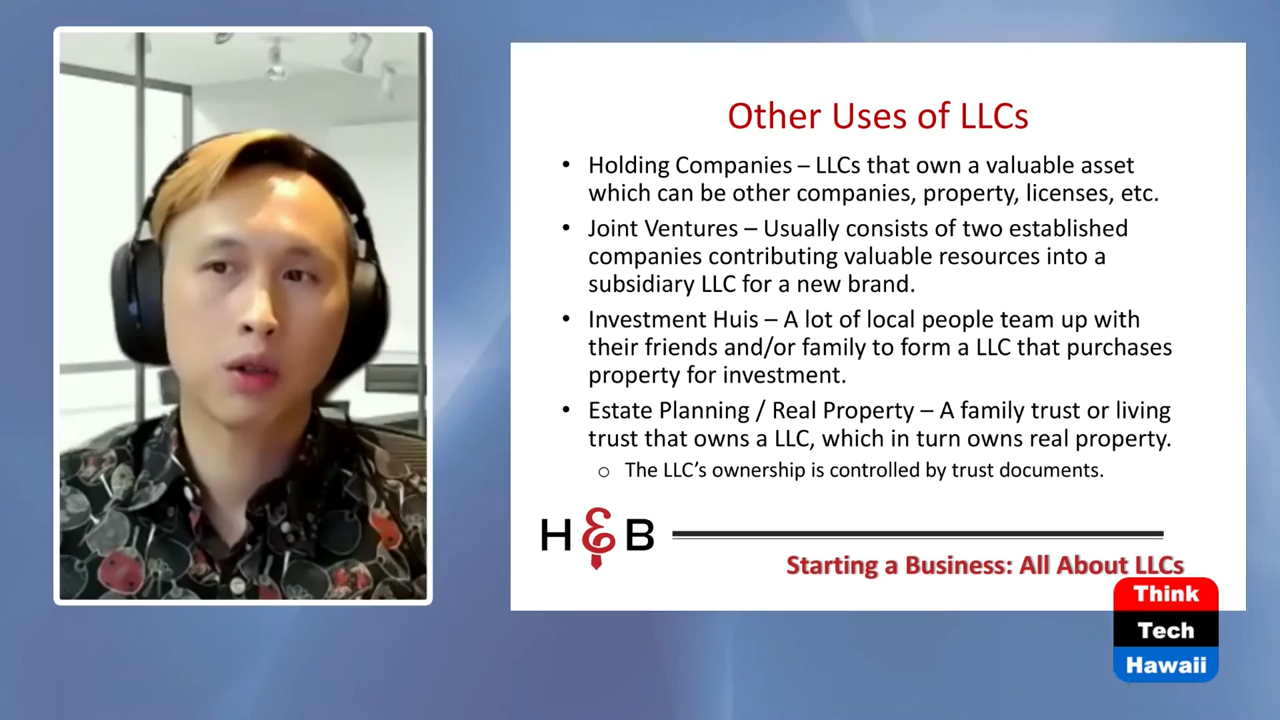 Other Uses of LLCs
• Holding Companies – LLCs that own a valuable asset
which can be other companies, property, licenses, etc.
• Joint Ventures – Usually consists of two established
companies contributing valuable resources into a
subsidiary LLC for a new brand.
• Investment Huis – A lot of local people team up with
their friends and/or family to form a LLC that purchases
property for investment.
• Estate Planning / Real Property – A family trust or living
trust that owns a LLC, which in turn owns real property.
o The LLC’s ownership is controlled by trust documents.
H & B
Starting a Business: All About LLCs
Think
Tech
Hawaii